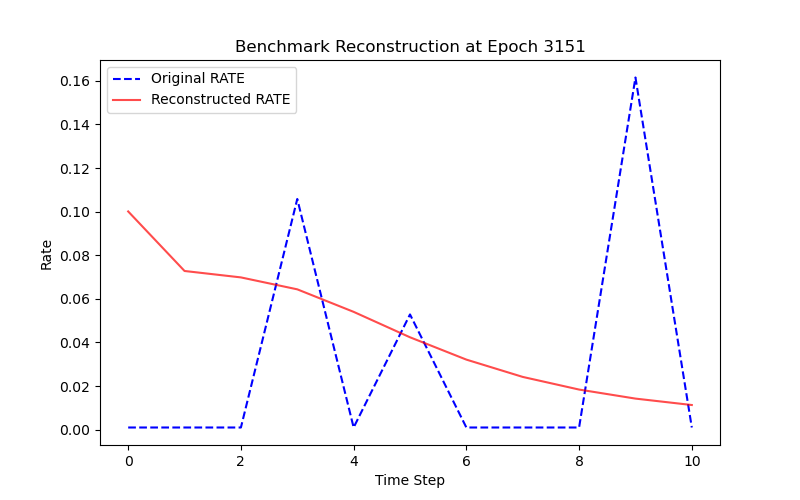 Benchmark Reconstruction at Epoch 3151
Original RATE
Reconstructed RATE
0.16
0.14
0.12
0.10
0.08
0.06
0.04
0.02
0.00
Rate
0 2 4 6 8 10
Time Step